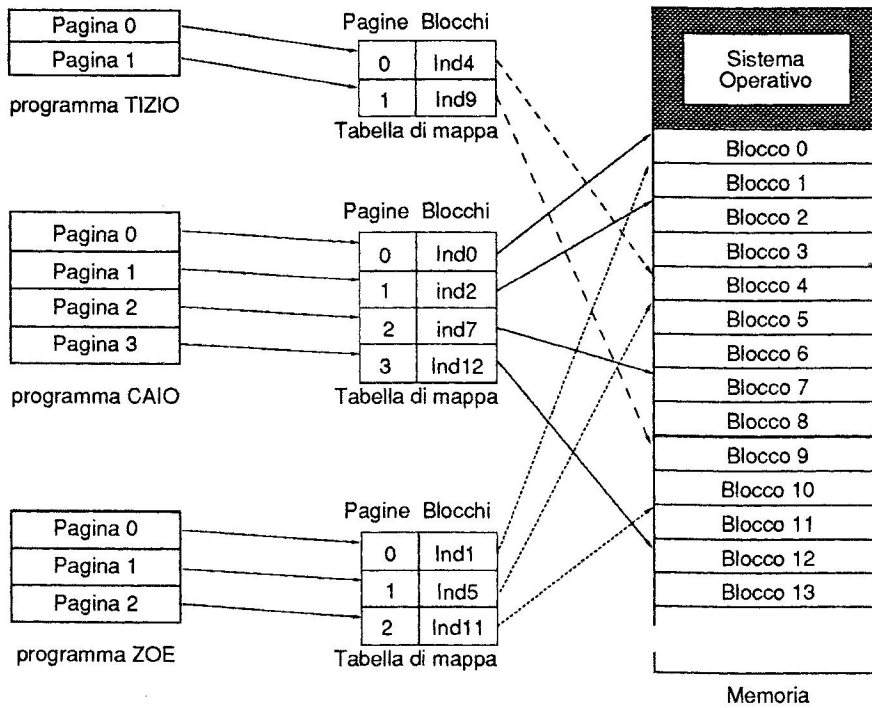 Pagina 0
Pagina 1
programma TIZIO
Pagine Blocchi
0 Ind4
1 Ind9
Tabella di mappa
Pagina 0
Pagina 1
Pagina 2
Pagina 3
programma CAIO
Pagine Blocchi
0 Ind0
1 ind2
2 ind7
3 Ind12
Tabella di mappa
Pagina 0
Pagina 1
Pagina 2
programma ZOE
Pagine Blocchi
0 Ind1
1 Ind5
2 Ind11
Tabella di mappa
Sistema
Operativo
Blocco 0
Blocco 1
Blocco 2
Blocco 3
Blocco 4
Blocco 5
Blocco 6
Blocco 7
Blocco 8
Blocco 9
Blocco 10
Blocco 11
Blocco 12
Blocco 13
Memoria